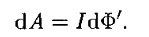 dA = IdΦ′.